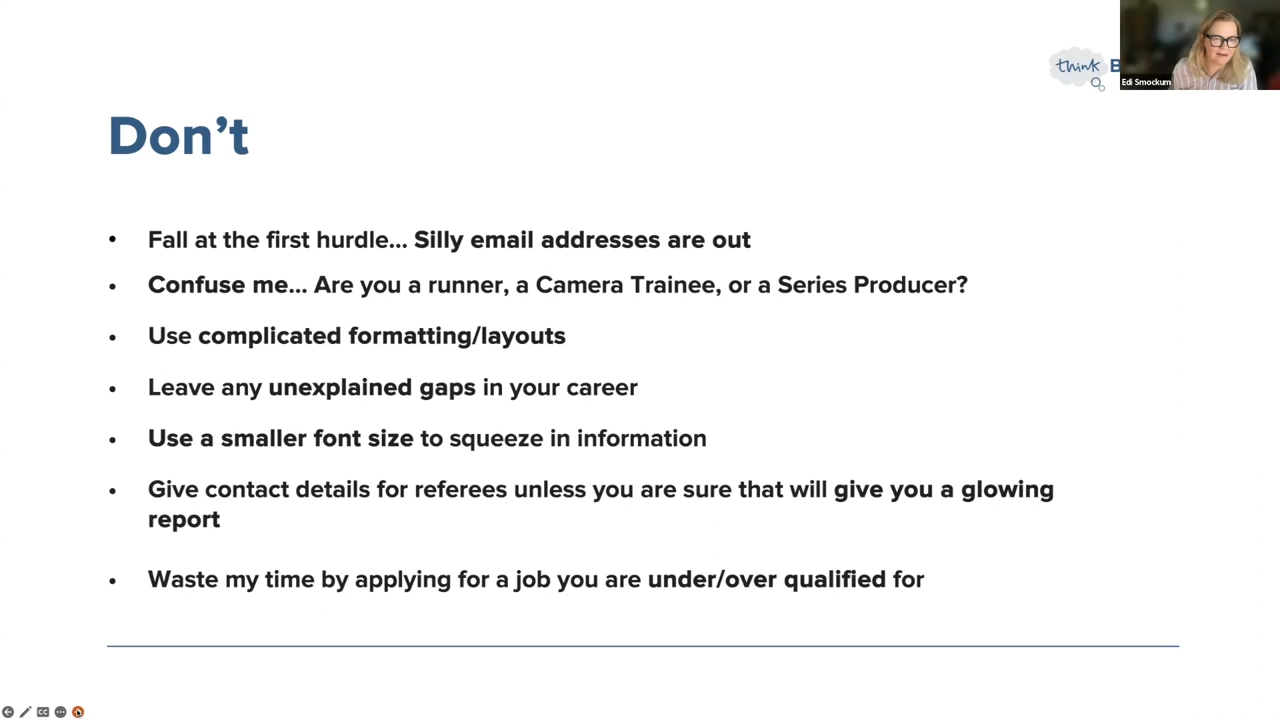 think B
Edi Smockum
Don’t
• Fall at the first hurdle... Silly email addresses are out
• Confuse me... Are you a runner, a Camera Trainee, or a Series Producer?
• Use complicated formatting/layouts
• Leave any unexplained gaps in your career
• Use a smaller font size to squeeze in information
• Give contact details for referees unless you are sure that will give you a glowing
report
• Waste my time by applying for a job you are under/over qualified for
CC